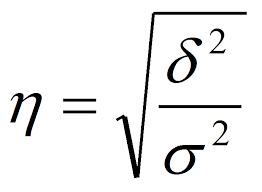 η = √(δ²/σ²)